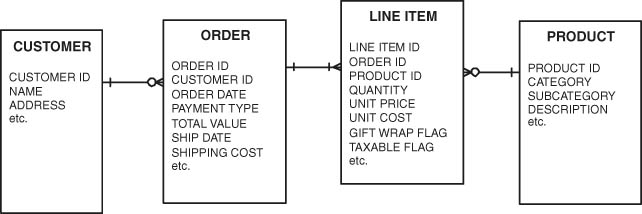 CUSTOMER
CUSTOMER ID
NAME
ADDRESS
etc.
ORDER
ORDER ID
CUSTOMER ID
ORDER DATE
PAYMENT TYPE
TOTAL VALUE
SHIP DATE
SHIPPING COST
etc.
LINE ITEM
LINE ITEM ID
ORDER ID
PRODUCT ID
QUANTITY
UNIT PRICE
UNIT COST
GIFT WRAP FLAG
TAXABLE FLAG
etc.
PRODUCT
PRODUCT ID
CATEGORY
SUBCATEGORY
DESCRIPTION
etc.